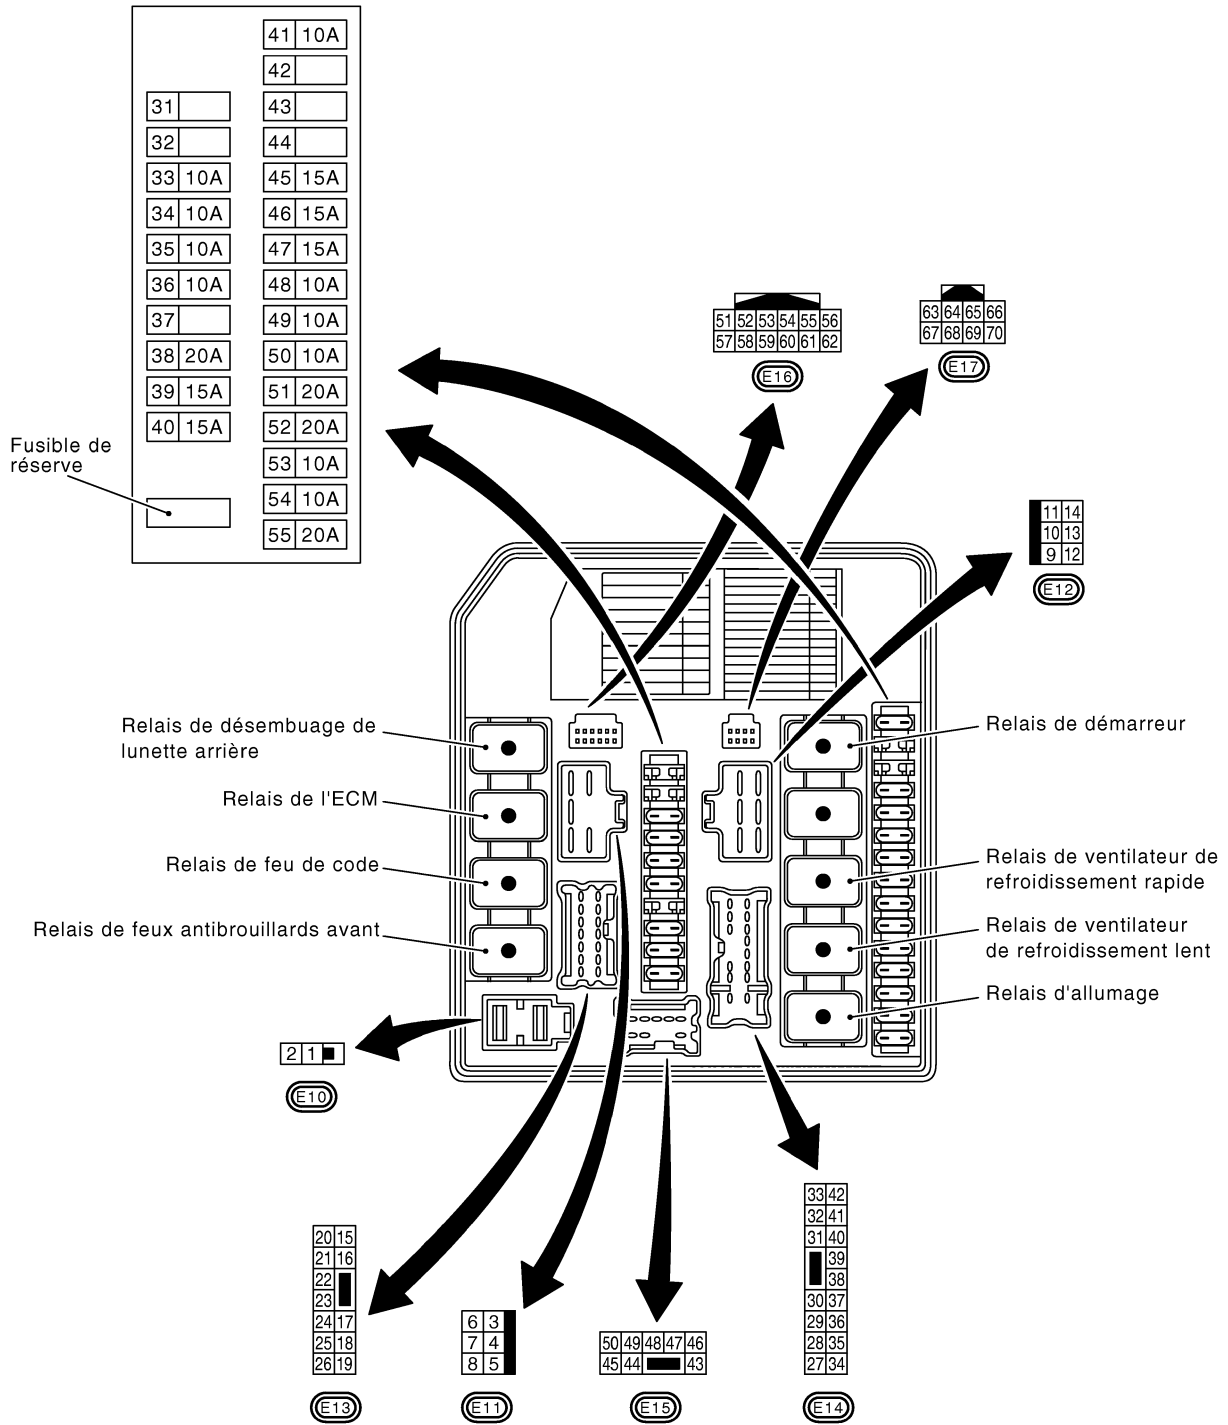 41 10A
42
31 43
32 44
33 10A 45 15A
34 10A 46 15A
35 10A 47 15A
36 10A 48 10A
37 49 10A
38 20A 50 10A
39 15A 51 20A
40 15A 52 20A
53 10A
54 10A
55 20A
Fusible de
réserve
51 52 53 54 55 56
57 58 59 60 61 62
E16
63 64 65 66
67 68 69 70
E17
11 14
10 13
9 12
E12
Relais de désembuage de
lunette arrière
Relais de l'ECM
Relais de feu de code
Relais de feux antibrouillards avant
Relais de démarreur
Relais de ventilateur de
refroidissement rapide
Relais de ventilateur
de refroidissement lent
Relais d'allumage
2 1
E10
20 15
21 16
22
23
24 17
25 18
26 19
E13
6 3
7 4
8 5
E11
50 49 48 47 46
45 44 43
E15
33 42
32 41
31 40
39
38
30 37
29 36
28 35
27 34
E14